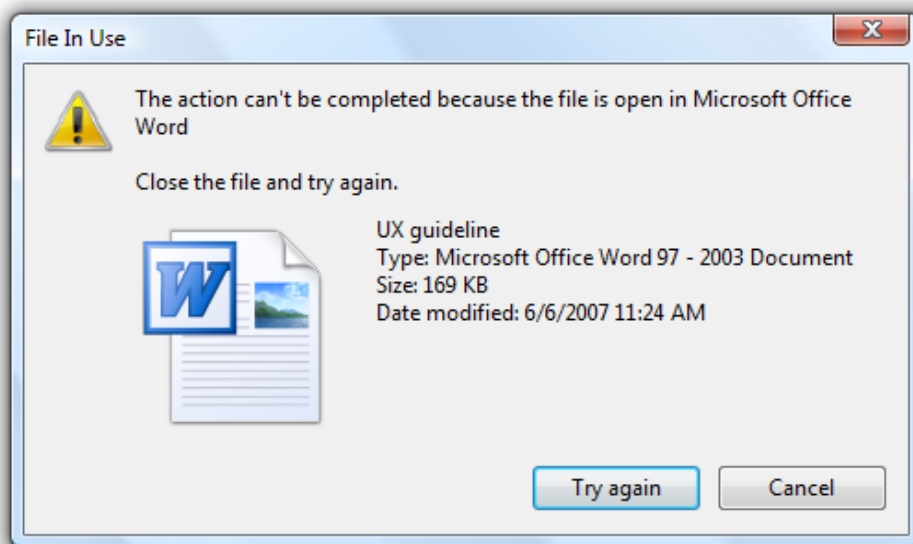 File In Use
The action can't be completed because the file is open in Microsoft Office
Word
Close the file and try again.
W
UX guideline
Type: Microsoft Office Word 97 - 2003 Document
Size: 169 KB
Date modified: 6/6/2007 11:24 AM
Try again
Cancel